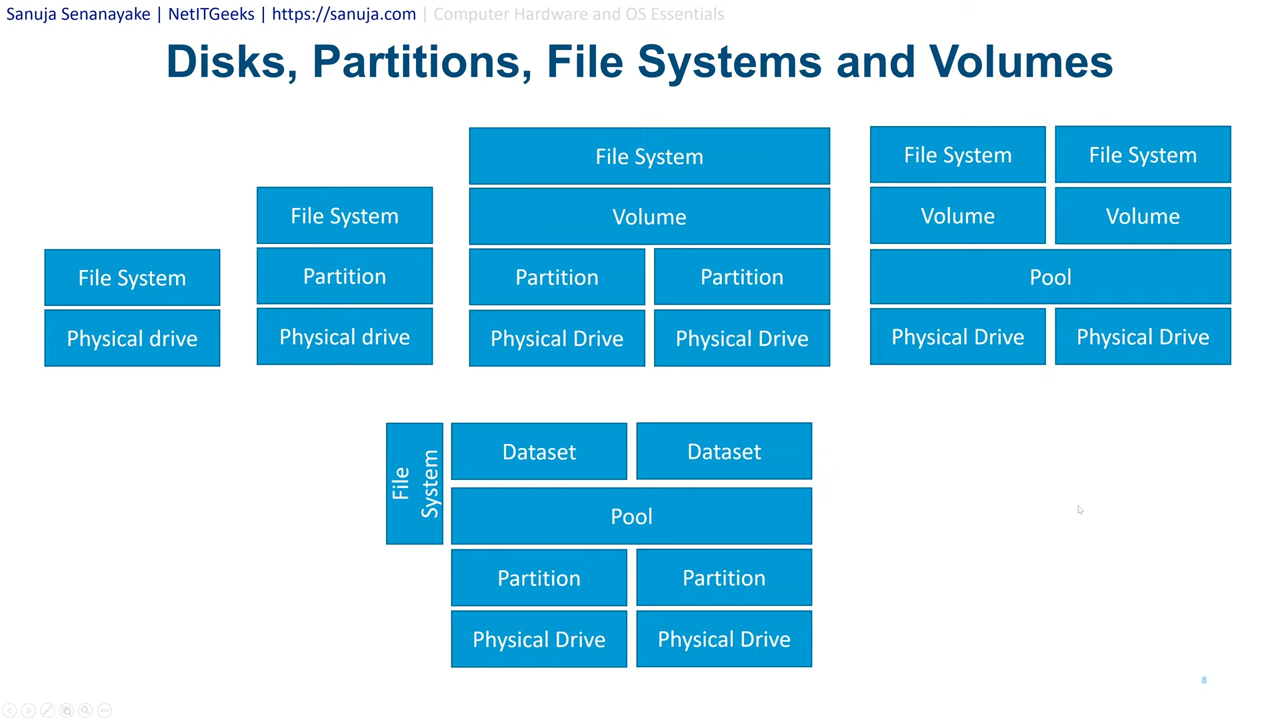 Sanuja Senanayake | NetITGeeks | https://sanuja.com | Computer Hardware and OS Essentials
Disks, Partitions, File Systems and Volumes
File System
Physical drive
File System
Partition
Physical drive
File System
Volume
Partition
Partition
Physical Drive
Physical Drive
File System
File System
Volume
Volume
Pool
Physical Drive
Physical Drive
File
System
Dataset
Dataset
Pool
Partition
Partition
Physical Drive
Physical Drive
8